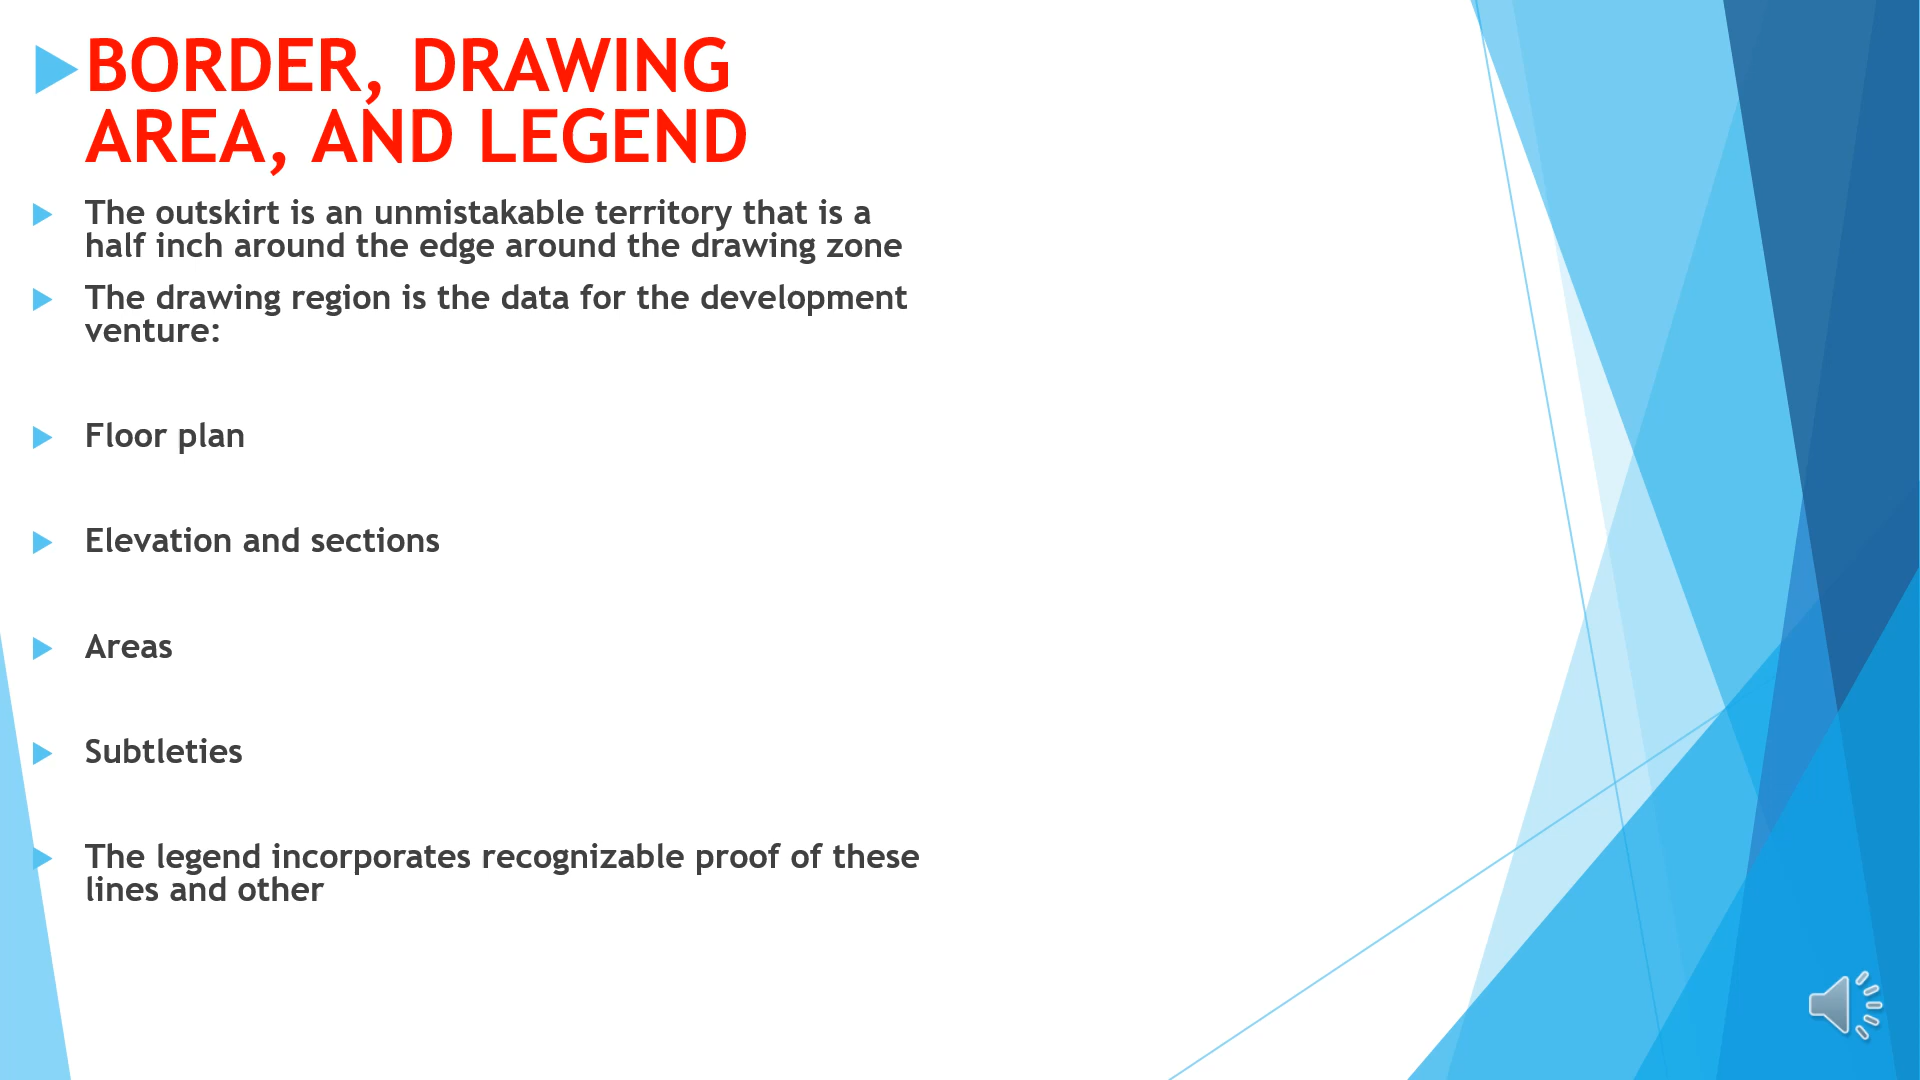 BORDER, DRAWING
AREA, AND LEGEND
The outskirt is an unmistakable territory that is a
half inch around the edge around the drawing zone
The drawing region is the data for the development
venture:
Floor plan
Elevation and sections
Areas
Subtleties
The legend incorporates recognizable proof of these
lines and other